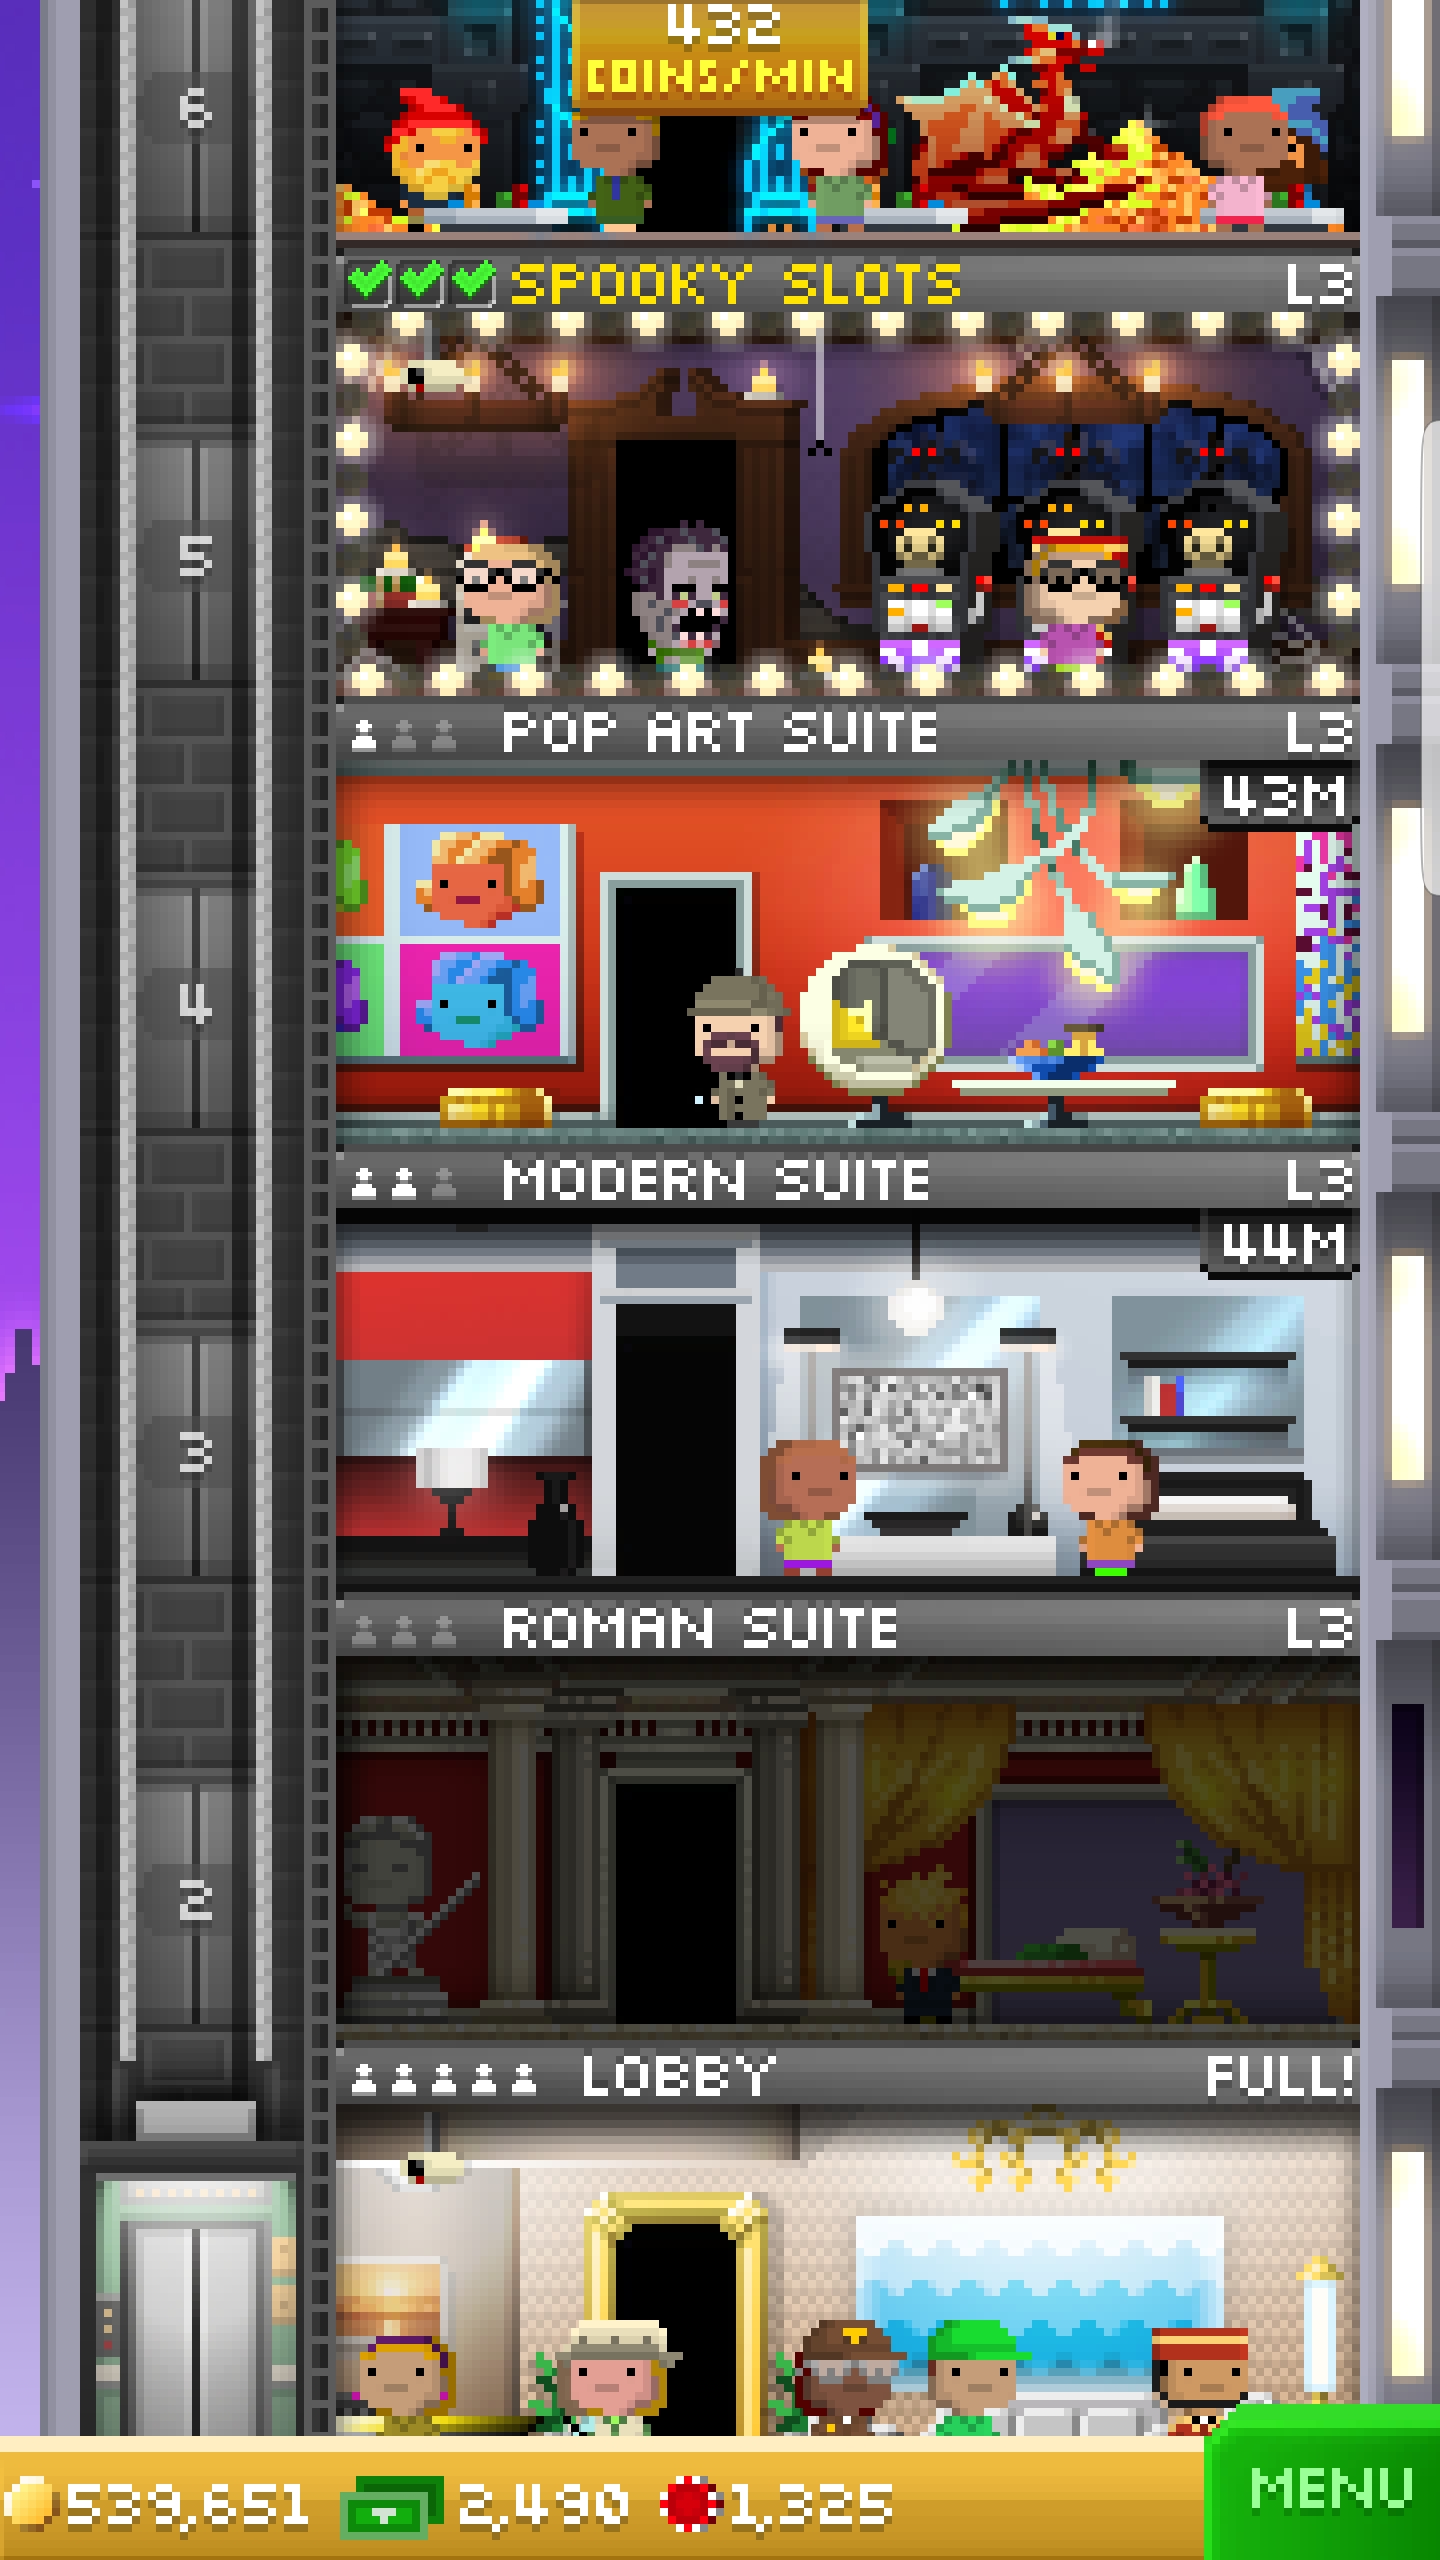 432
COINS/MIN
6
SPOOKY SLOTS L3
5
POP ART SUITE L3
43M
4
MODERN SUITE L3
44M
3
ROMAN SUITE L3
2
LOBBY FULL!
539,651 2,490 1,325 MENU